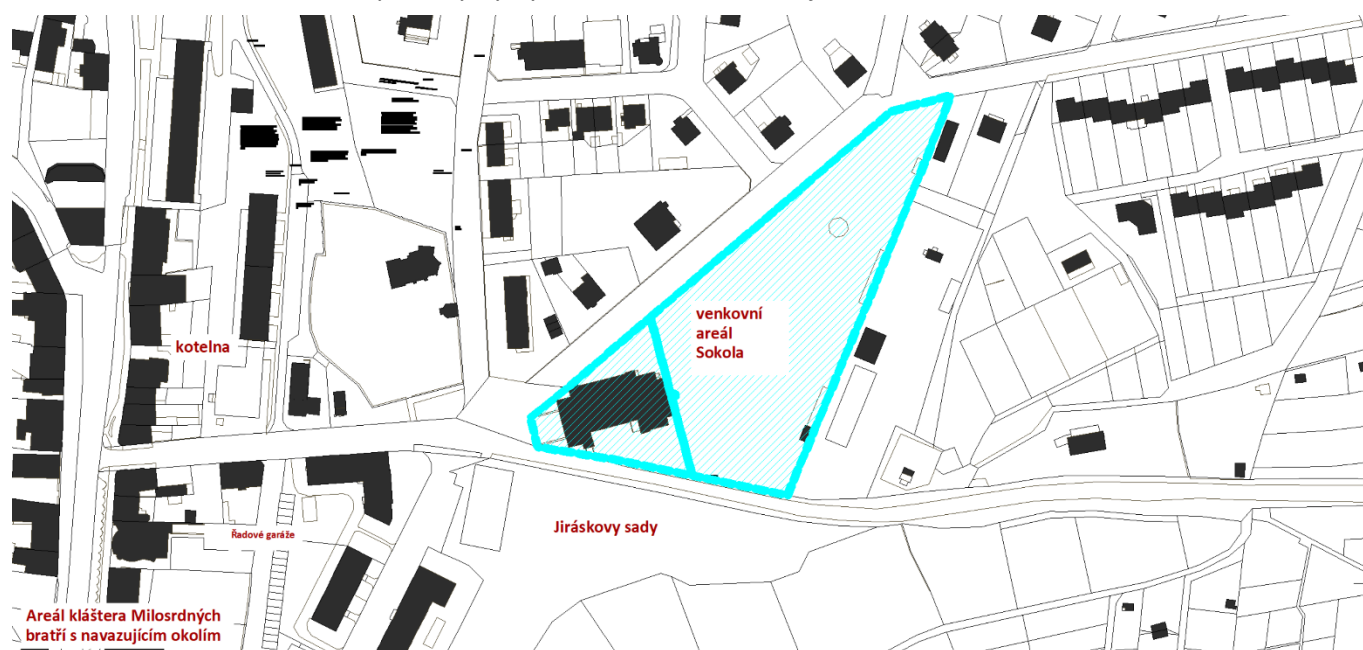 venkovní
areál
Sokola
kotelna
Jiráskovy sady
Řadové garáže
Areál kláštera Milosrdných
bratří s navazujícím okolím